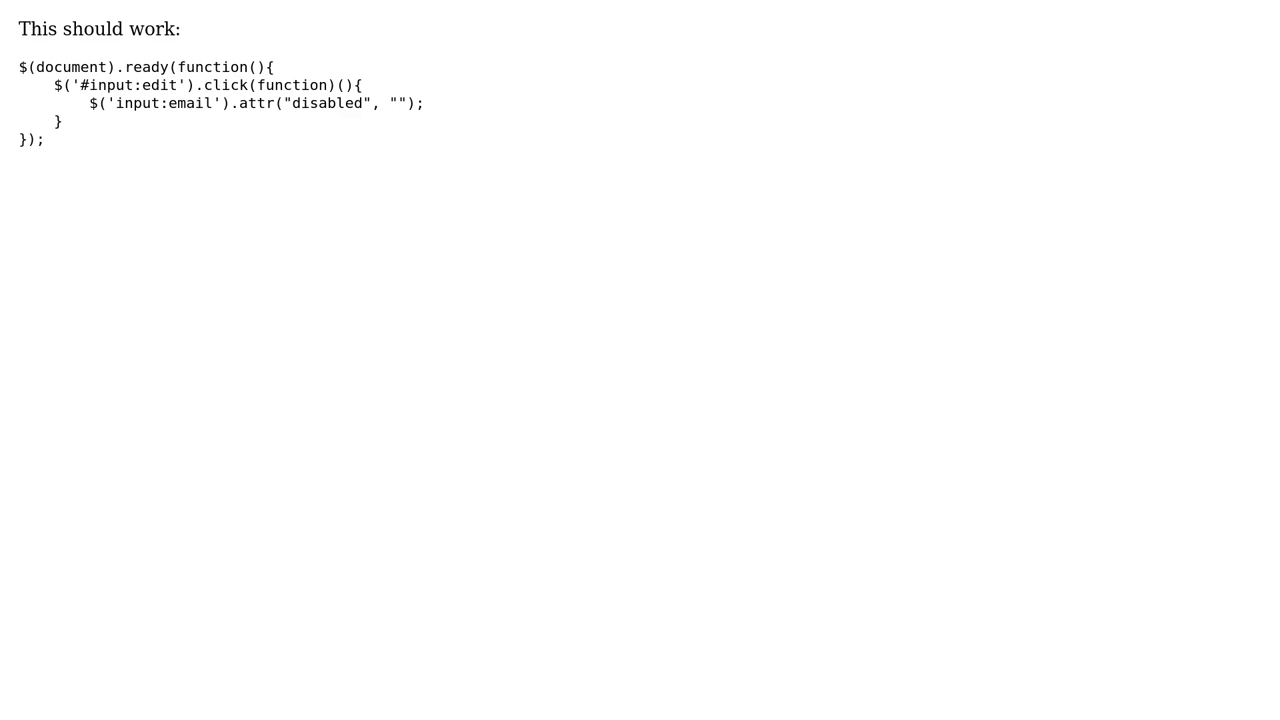 This should work:
$(document).ready(function(){
    $('#input:edit').click(function)(){
        $('input:email').attr("disabled", "");
    }
});